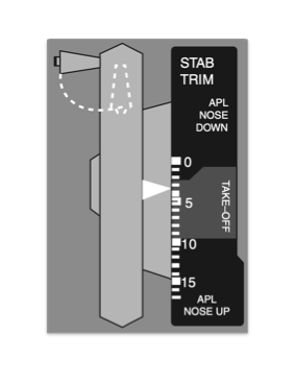 STAB
TRIM
APL
NOSE
DOWN
0
TAKE–OFF
5
10
15
APL
NOSE UP